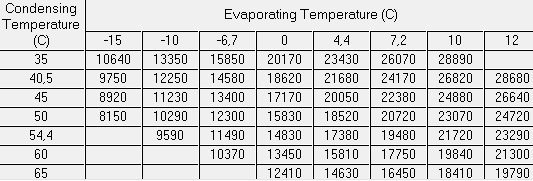 Condensing Evaporating Temperature (C)
Temperature
(C) -15 -10 -6,7 0 4,4 7,2 10 12
35 10640 13350 15850 20170 23430 26070 28890
40,5 9750 12250 14580 18620 21680 24170 26820 28680
45 8920 11230 13400 17170 20050 22380 24880 26640
50 8150 10290 12300 15830 18520 20720 23070 24720
54,4 9590 11490 14830 17380 19480 21720 23290
60 10370 13450 15810 17750 19840 21300
65 12410 14630 16450 18410 19790